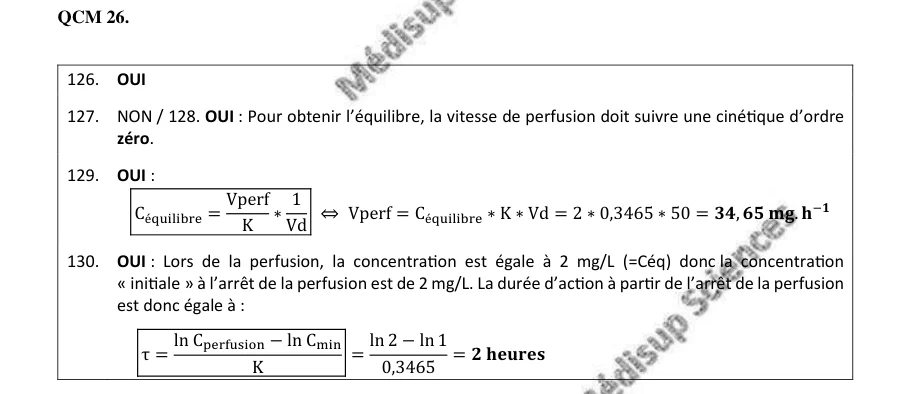 QCM 26.
Médisup
126. OUI
127. NON / 128. OUI : Pour obtenir l'équilibre, la vitesse de perfusion doit suivre une cinétique d'ordre
zéro.
129. OUI :
C_équilibre = Vperf/K * 1/Vd ⇔ Vperf = C_équilibre * K * Vd = 2 * 0,3465 * 50 = 34,65 mg.h⁻¹
130. OUI : Lors de la perfusion, la concentration est égale à 2 mg/L (=Céq) donc la concentration
« initiale » à l'arrêt de la perfusion est de 2 mg/L. La durée d'action à partir de l'arrêt de la perfusion
est donc égale à :
τ = (ln C_perfusion − ln C_min)/K = (ln 2 − ln 1)/0,3465 = 2 heures
Médisup Sciences